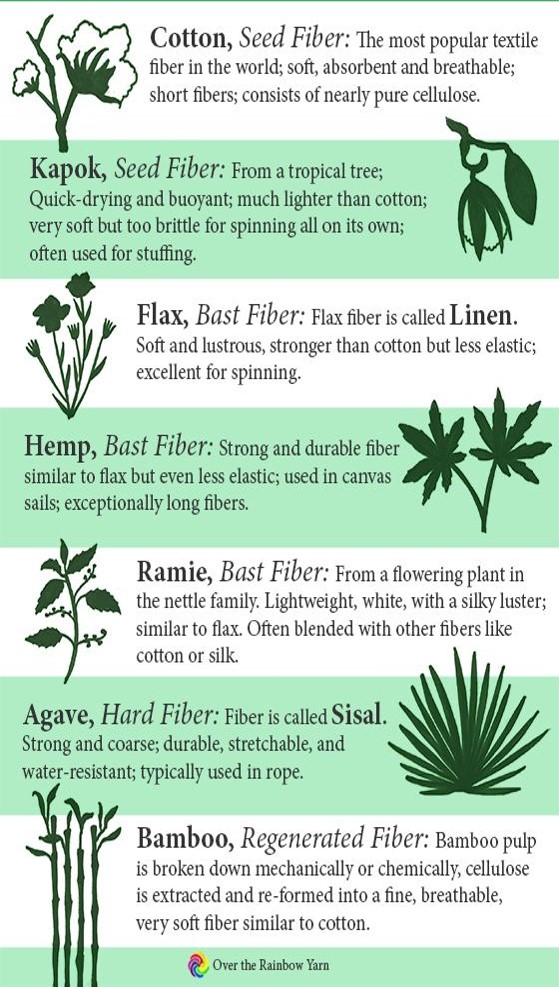 Cotton, Seed Fiber: The most popular textile
fiber in the world; soft, absorbent and breathable;
short fibers; consists of nearly pure cellulose.
Kapok, Seed Fiber: From a tropical tree;
Quick-drying and buoyant; much lighter than cotton;
very soft but too brittle for spinning all on its own;
often used for stuffing.
Flax, Bast Fiber: Flax fiber is called Linen.
Soft and lustrous, stronger than cotton but less elastic;
excellent for spinning.
Hemp, Bast Fiber: Strong and durable fiber
similar to flax but even less elastic; used in canvas
sails; exceptionally long fibers.
Ramie, Bast Fiber: From a flowering plant in
the nettle family. Lightweight, white, with a silky luster;
similar to flax. Often blended with other fibers like
cotton or silk.
Agave, Hard Fiber: Fiber is called Sisal.
Strong and coarse; durable, stretchable, and
water-resistant; typically used in rope.
Bamboo, Regenerated Fiber: Bamboo pulp
is broken down mechanically or chemically, cellulose
is extracted and re-formed into a fine, breathable,
very soft fiber similar to cotton.
Over the Rainbow Yarn